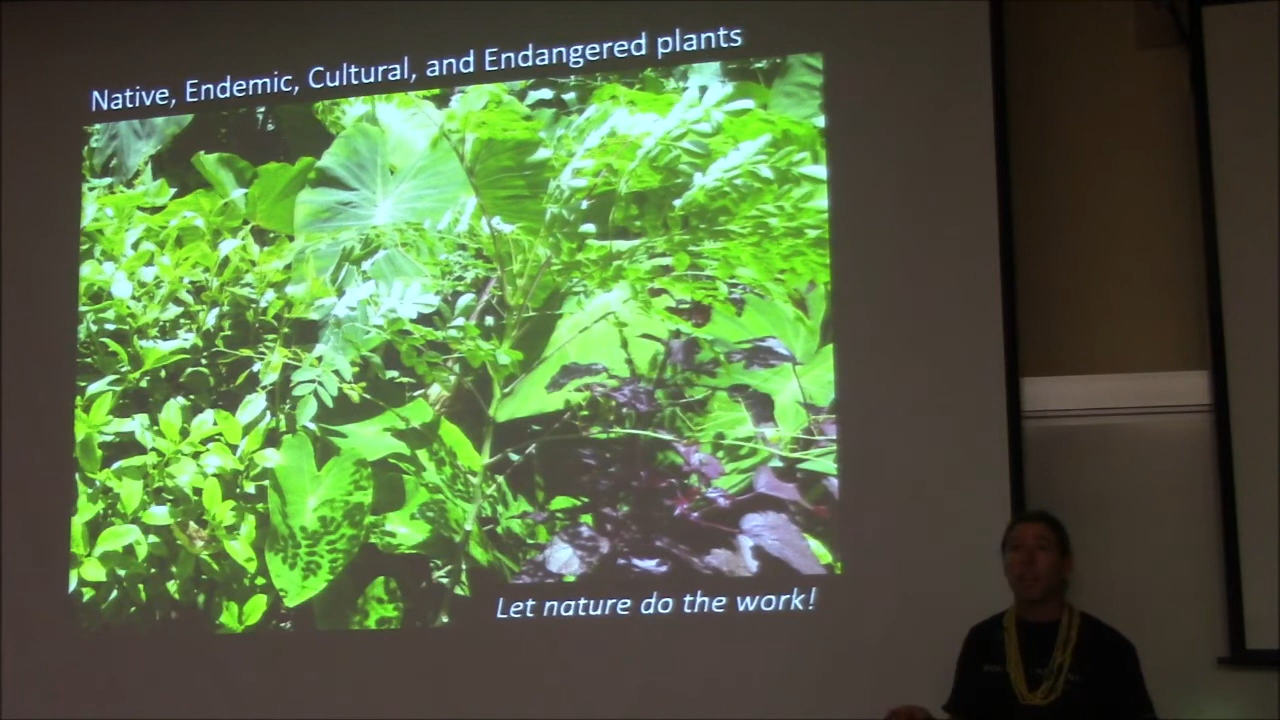 Native, Endemic, Cultural, and Endangered plants
Let nature do the work!